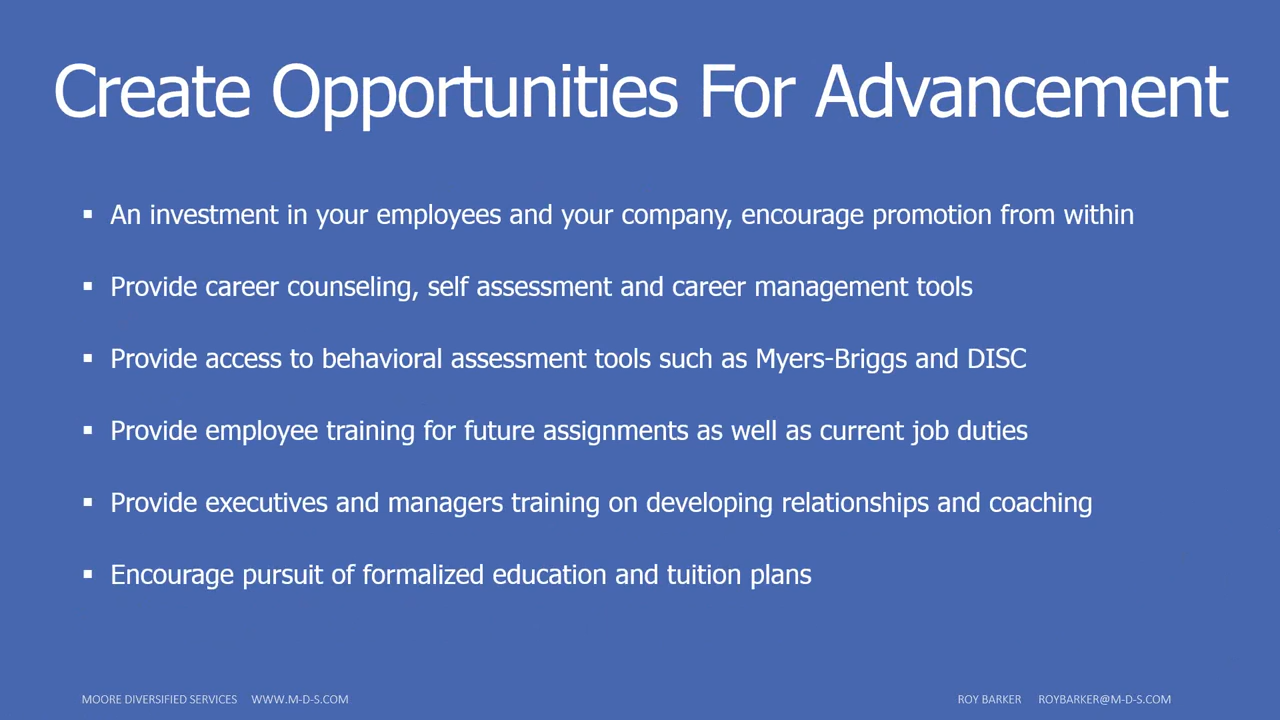 Create Opportunities For Advancement
▪ An investment in your employees and your company, encourage promotion from within
▪ Provide career counseling, self assessment and career management tools
▪ Provide access to behavioral assessment tools such as Myers-Briggs and DISC
▪ Provide employee training for future assignments as well as current job duties
▪ Provide executives and managers training on developing relationships and coaching
▪ Encourage pursuit of formalized education and tuition plans
MOORE DIVERSIFIED SERVICES WWW.M-D-S.COM ROY BARKER ROYBARKER@M-D-S.COM